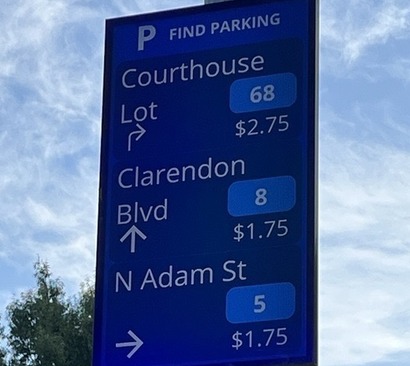 P FIND PARKING
Courthouse
Lot 68
$2.75
Clarendon
Blvd 8
$1.75
N Adam St
5
$1.75